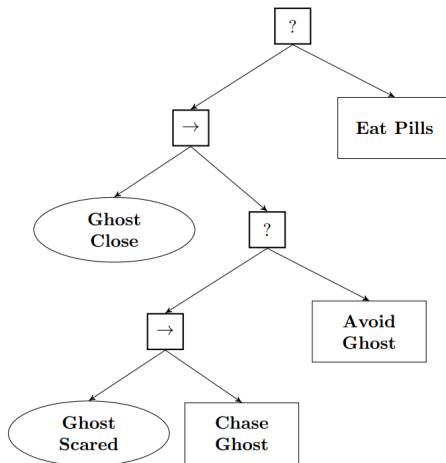 ?
→
Eat Pills
Ghost
Close
?
→
Avoid
Ghost
Ghost
Scared
Chase
Ghost